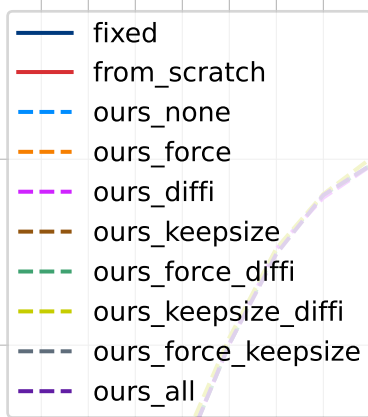 fixed
from_scratch
ours_none
ours_force
ours_diffi
ours_keepsize
ours_force_diffi
ours_keepsize_diffi
ours_force_keepsize
ours_all